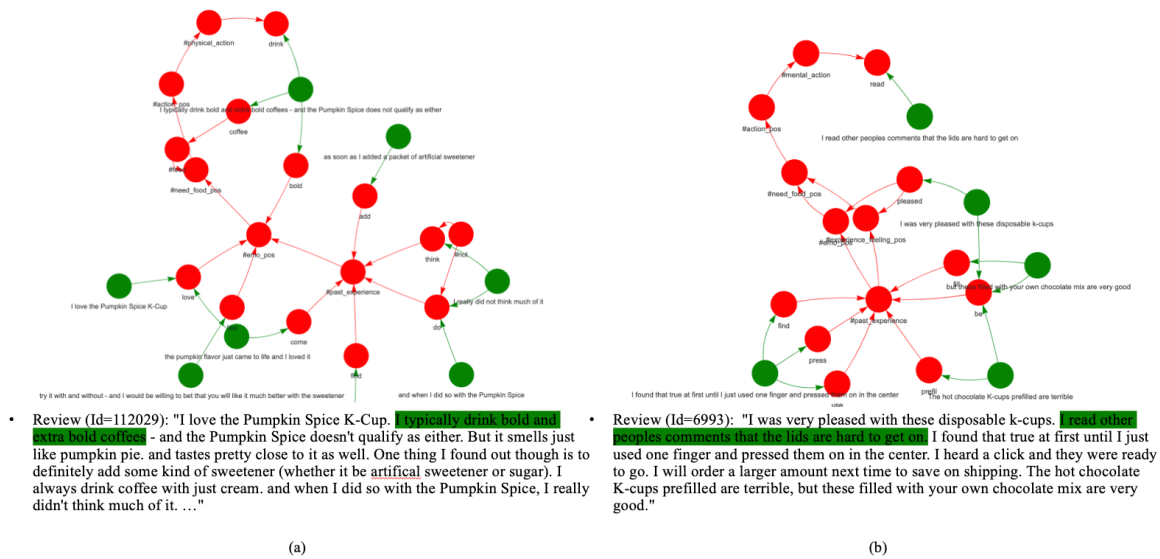 #physical_action
drink
#action_pos
I typically drink bold and extra bold coffees - and the Pumpkin Spice does not qualify as either
coffee
as soon as I added a packet of artificial sweetener
#need_food_pos
bold
add
#emo_pos
think
#not
#past_experience
love
I really did not think much of it
I love the Pumpkin Spice K-Cup
do
come
the pumpkin flavor just came to life and I loved it
find
try it with and without - and I would be willing to bet that you will like it much better with the sweetener
and when I did so with the Pumpkin Spice
• Review (Id=112029): "I love the Pumpkin Spice K-Cup. I typically drink bold and
extra bold coffees - and the Pumpkin Spice doesn't qualify as either. But it smells just
like pumpkin pie. and tastes pretty close to it as well. One thing I found out though is to
definitely add some kind of sweetener (whether it be artifical sweetener or sugar). I
always drink coffee with just cream. and when I did so with the Pumpkin Spice, I really
didn't think much of it. …"
(a)
#mental_action
read
#action_pos
I read other peoples comments that the lids are hard to get on
#need_food_pos
pleased
I was very pleased with these disposable k-cups
#emo_pos
#experience_feeling_pos
but these filled with your own chocolate mix are very good
find
#past_experience
be
press
prefil
I found that true at first until I just used one finger and pressed them on in the center
use
The hot chocolate K-cups prefilled are terrible
• Review (Id=6993): "I was very pleased with these disposable k-cups. I read other
peoples comments that the lids are hard to get on. I found that true at first until I just
used one finger and pressed them on in the center. I heard a click and they were ready
to go. I will order a larger amount next time to save on shipping. The hot chocolate
K-cups prefilled are terrible, but these filled with your own chocolate mix are very
good."
(b)